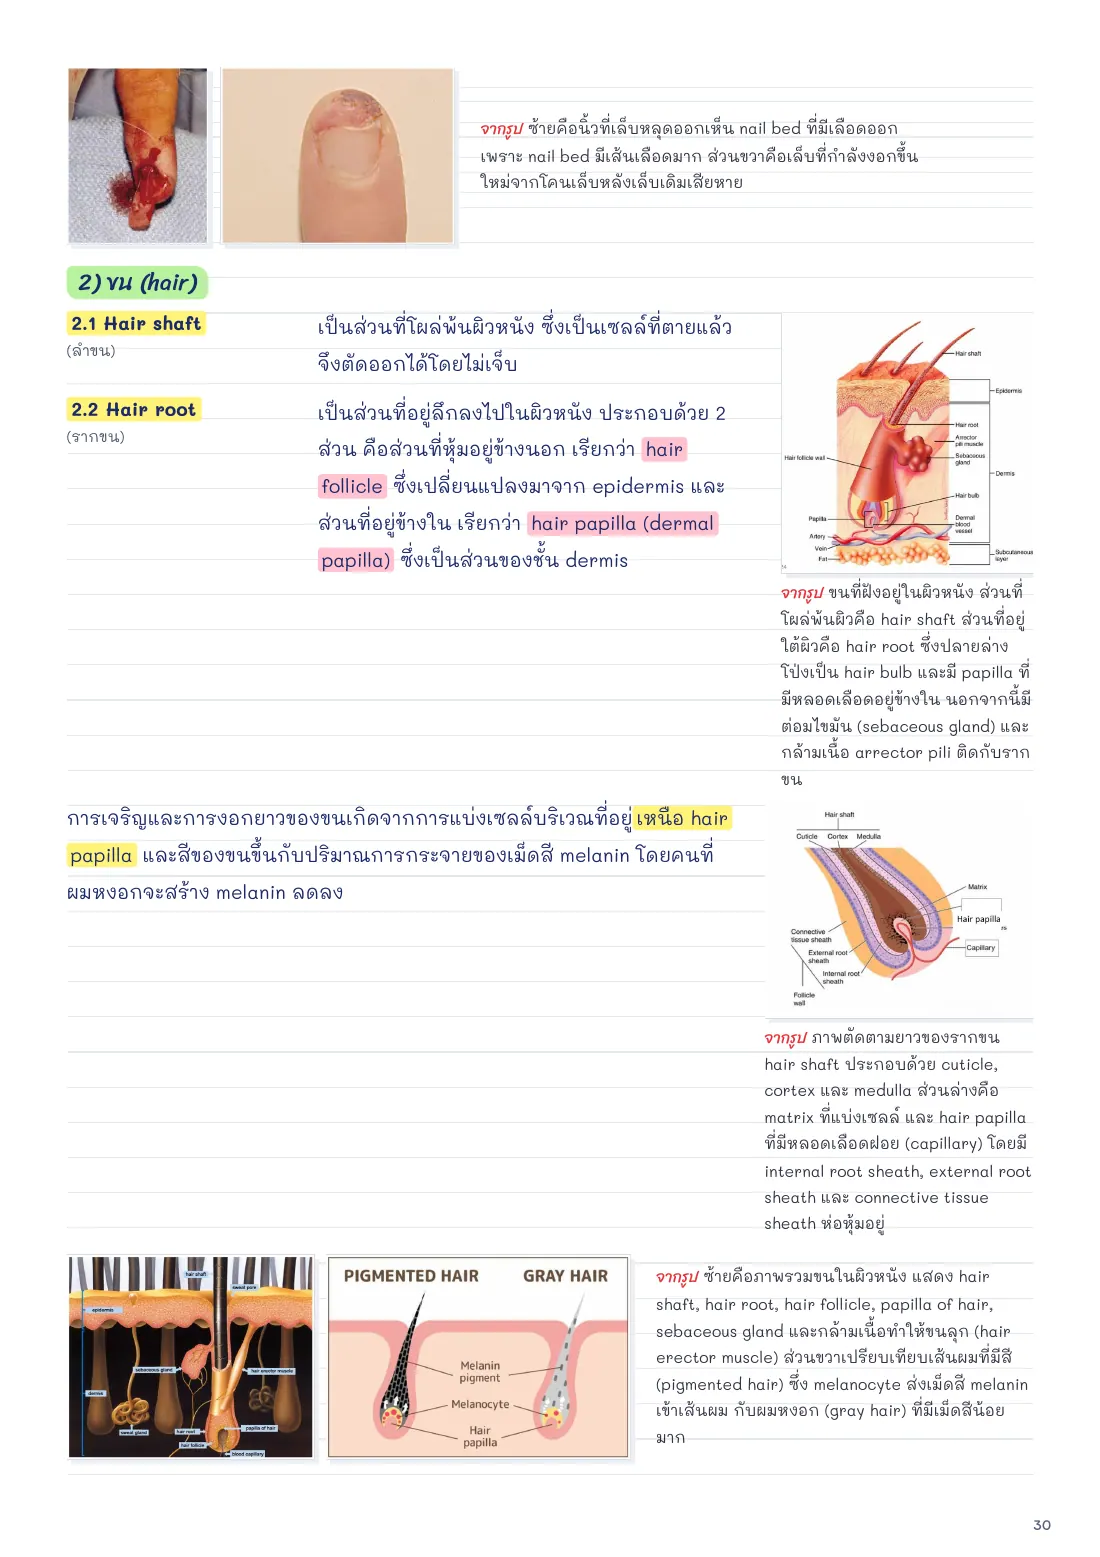 จากรูป ซ้ายคือนิ้วที่เล็บหลุดออกเห็น nail bed ที่มีเลือดออก
เพราะ nail bed มีเส้นเลือดมาก ส่วนขวาคือเล็บที่กำลังงอกขึ้น
ใหม่จากโคนเล็บหลังเล็บเดิมเสียหาย
2) ขน (hair)
2.1 Hair shaft
(ลำขน)
เป็นส่วนที่โผล่พ้นผิวหนัง ซึ่งเป็นเซลล์ที่ตายแล้ว
จึงตัดออกได้โดยไม่เจ็บ
2.2 Hair root
(รากขน)
เป็นส่วนที่อยู่ลึกลงไปในผิวหนัง ประกอบด้วย 2
ส่วน คือส่วนที่หุ้มอยู่ข้างนอก เรียกว่า hair
follicle ซึ่งเปลี่ยนแปลงมาจาก epidermis และ
ส่วนที่อยู่ข้างใน เรียกว่า hair papilla (dermal
papilla) ซึ่งเป็นส่วนของชั้น dermis
Hair shaft
Epidermis
Hair root
Arrector
pili muscle
Sebaceous
gland
Hair follicle wall
Dermis
Hair bulb
Papilla
Dermal
blood
vessel
Artery
Vein
Fat
Subcutaneous
layer
จากรูป ขนที่ฝังอยู่ในผิวหนัง ส่วนที่
โผล่พ้นผิวคือ hair shaft ส่วนที่อยู่
ใต้ผิวคือ hair root ซึ่งปลายล่าง
โป่งเป็น hair bulb และมี papilla ที่
มีหลอดเลือดอยู่ข้างใน นอกจากนี้มี
ต่อมไขมัน (sebaceous gland) และ
กล้ามเนื้อ arrector pili ติดกับราก
ขน
การเจริญและการงอกยาวของขนเกิดจากการแบ่งเซลล์บริเวณที่อยู่เหนือ hair
papilla และสีของขนขึ้นกับปริมาณการกระจายของเม็ดสี melanin โดยคนที่
ผมหงอกจะสร้าง melanin ลดลง
Hair shaft
Cuticle Cortex Medulla
Matrix
Hair papilla
Capillary
Connective
tissue sheath
External root
sheath
Internal root
sheath
Follicle
wall
จากรูป ภาพตัดตามยาวของรากขน
hair shaft ประกอบด้วย cuticle,
cortex และ medulla ส่วนล่างคือ
matrix ที่แบ่งเซลล์ และ hair papilla
ที่มีหลอดเลือดฝอย (capillary) โดยมี
internal root sheath, external root
sheath และ connective tissue
sheath ห่อหุ้มอยู่
hair shaft
sweat pore
epidermis
sebaceous gland
hair erector muscle
dermis
sweat gland
hair root
papilla of hair
hair follicle
blood capillary
PIGMENTED HAIR GRAY HAIR
Melanin
pigment
Melanocyte
Hair
papilla
จากรูป ซ้ายคือภาพรวมขนในผิวหนัง แสดง hair
shaft, hair root, hair follicle, papilla of hair,
sebaceous gland และกล้ามเนื้อทำให้ขนลุก (hair
erector muscle) ส่วนขวาเปรียบเทียบเส้นผมที่มีสี
(pigmented hair) ซึ่ง melanocyte ส่งเม็ดสี melanin
เข้าเส้นผม กับผมหงอก (gray hair) ที่มีเม็ดสีน้อย
มาก
30